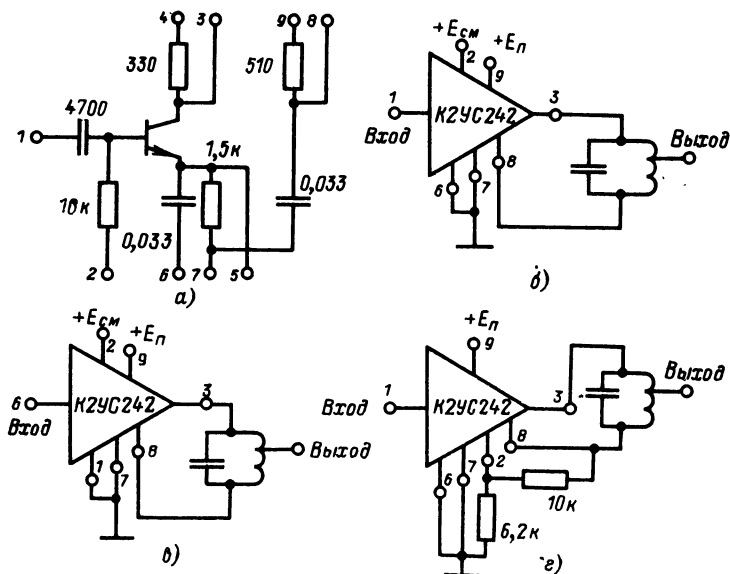 4 3 9 8
330 510
4700
1
1,5к
10к
0,033
0,033
2 6 7 5
а)
+Eсм
2 +Eп
9
1
Вход
К2УС242
3
Выход
8
6 7
б)
+Eсм
2 +Eп
9
6
Вход
К2УС242
3
Выход
1 7 8
в)
+Eп
9
1
Вход
К2УС242
3
Выход
8
6 7 2
10к
6,2к
г)